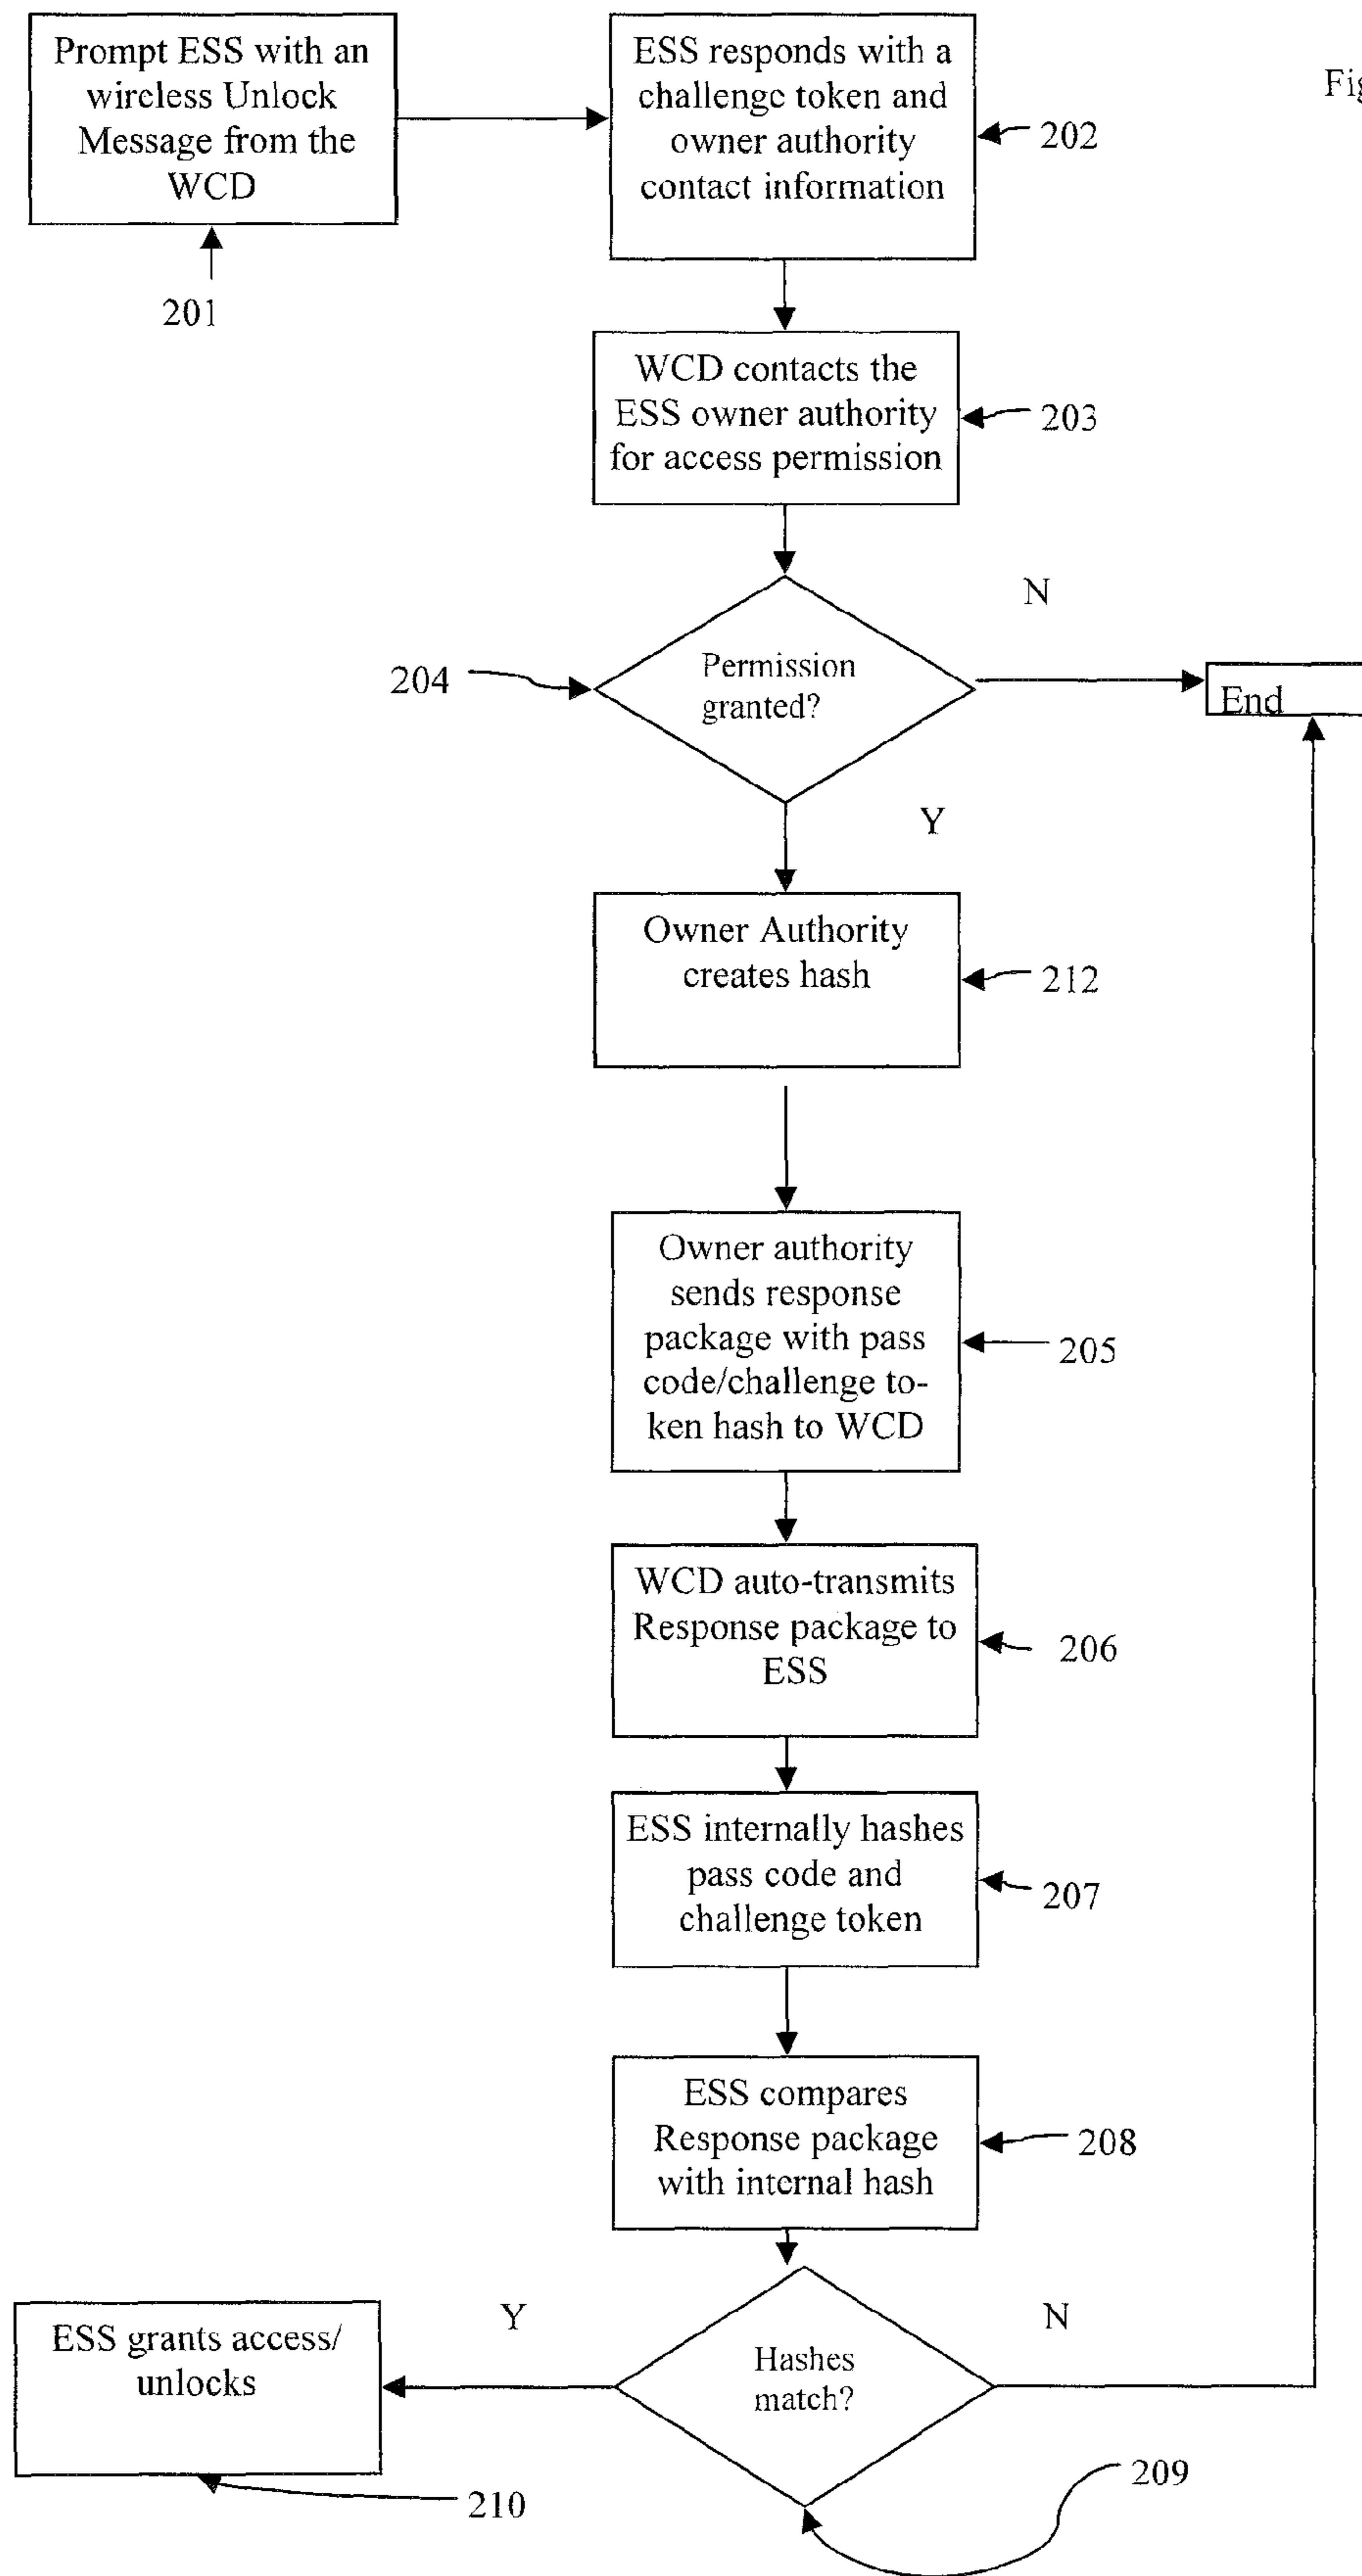 Prompt ESS with an
wireless Unlock
Message from the
WCD
201
ESS responds with a
challenge token and
owner authority
contact information
202
WCD contacts the
ESS owner authority
for access permission
203
204
Permission
granted?
N
End
Y
Owner Authority
creates hash
212
Owner authority
sends response
package with pass
code/challenge to-
ken hash to WCD
205
WCD auto-transmits
Response package to
ESS
206
ESS internally hashes
pass code and
challenge token
207
ESS compares
Response package
with internal hash
208
Hashes
match?
Y
N
ESS grants access/
unlocks
210
209